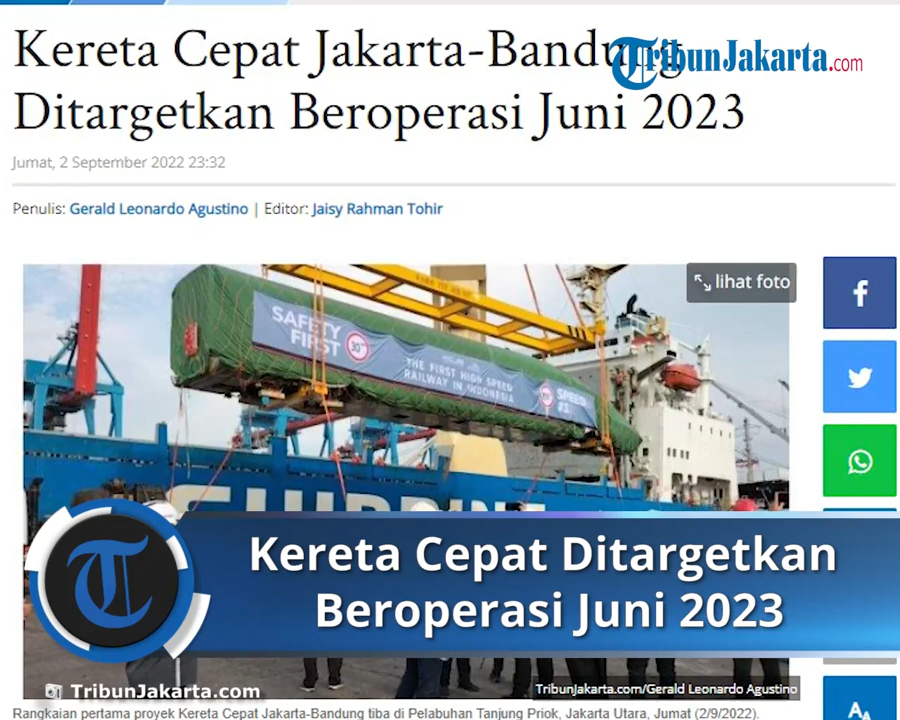 Kereta Cepat Jakarta-Bandung
TribunJakarta.com
Ditargetkan Beroperasi Juni 2023
Jumat, 2 September 2022 23:32
Penulis: Gerald Leonardo Agustino | Editor: Jaisy Rahman Tohir
lihat foto
SAFETY
FIRST
30
THE FIRST HIGH SPEED
RAILWAY IN INDONESIA
SPEED
Kereta Cepat Ditargetkan
Beroperasi Juni 2023
T
TribunJakarta.com
TribunJakarta.com/Gerald Leonardo Agustino
Rangkaian pertama proyek Kereta Cepat Jakarta-Bandung tiba di Pelabuhan Tanjung Priok, Jakarta Utara, Jumat (2/9/2022).
AA